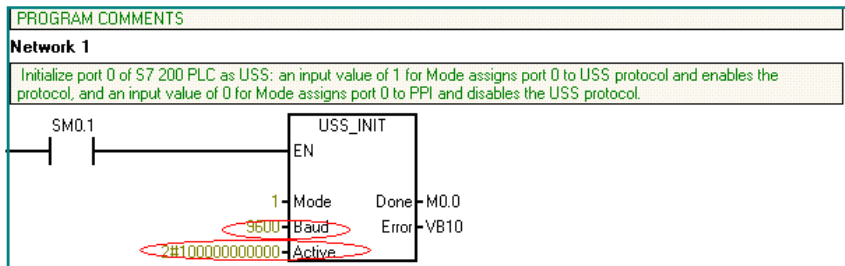 PROGRAM COMMENTS
Network 1
Initialize port 0 of S7 200 PLC as USS: an input value of 1 for Mode assigns port 0 to USS protocol and enables the
protocol, and an input value of 0 for Mode assigns port 0 to PPI and disables the USS protocol.
SM0.1 USS_INIT
EN
1 Mode Done M0.0
9600 Baud Error VB10
2#100000000000 Active